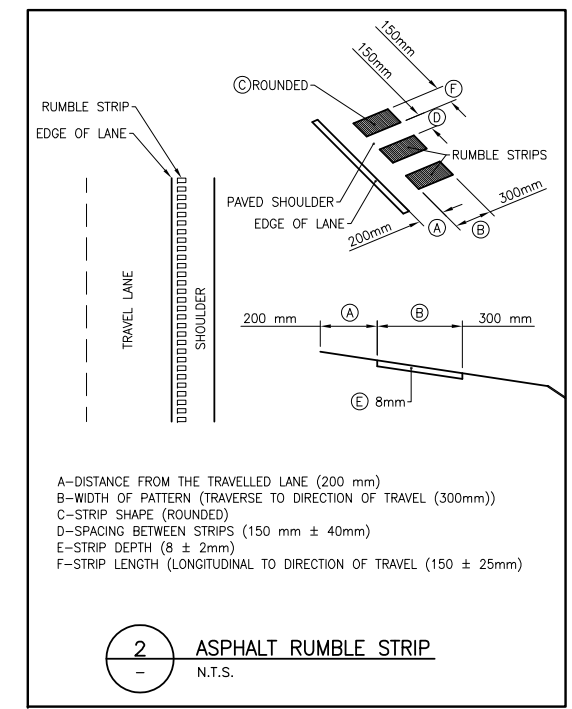 150mm
150mm
C ROUNDED
F
D
RUMBLE STRIP
EDGE OF LANE
RUMBLE STRIPS
PAVED SHOULDER
EDGE OF LANE
300mm
200mm
A
B
TRAVEL LANE
SHOULDER
200 mm
A
B
300 mm
E 8mm
A-DISTANCE FROM THE TRAVELLED LANE (200 mm)
B-WIDTH OF PATTERN (TRAVERSE TO DIRECTION OF TRAVEL (300mm))
C-STRIP SHAPE (ROUNDED)
D-SPACING BETWEEN STRIPS (150 mm ± 40mm)
E-STRIP DEPTH (8 ± 2mm)
F-STRIP LENGTH (LONGITUDINAL TO DIRECTION OF TRAVEL (150 ± 25mm)
2
-
ASPHALT RUMBLE STRIP
N.T.S.